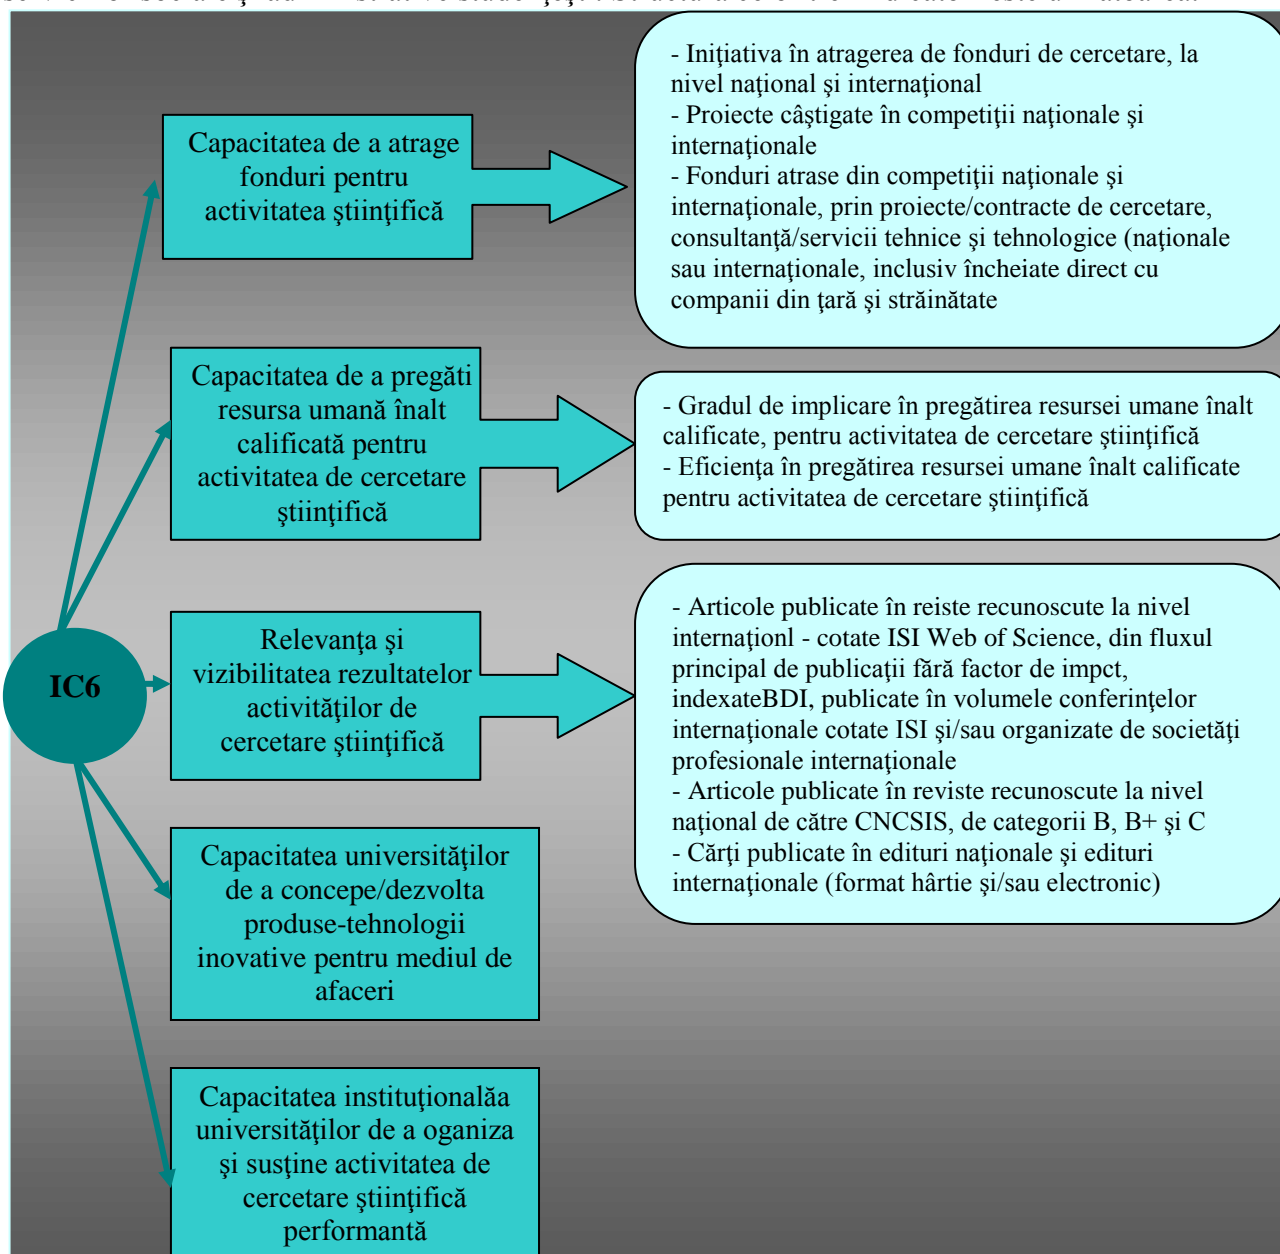 Capacitatea de a atrage
fonduri pentru
activitatea ştiinţifică
- Iniţiativa în atragerea de fonduri de cercetare, la
nivel naţional şi internaţional
- Proiecte câştigate în competiţii naţionale şi
internaţionale
- Fonduri atrase din competiţii naţionale şi
internaţionale, prin proiecte/contracte de cercetare,
consultanţă/servicii tehnice şi tehnologice (naţionale
sau internaţionale, inclusiv încheiate direct cu
companii din ţară şi străinătate
Capacitatea de a pregăti
resursa umană înalt
calificată pentru
activitatea de cercetare
ştiinţifică
- Gradul de implicare în pregătirea resursei umane înalt
calificate, pentru activitatea de cercetare ştiinţifică
- Eficienţa în pregătirea resursei umane înalt calificate
pentru activitatea de cercetare ştiinţifică
IC6
Relevanţa şi
vizibilitatea rezultatelor
activităţilor de
cercetare ştiinţifică
- Articole publicate în reiste recunoscute la nivel
internaţionl - cotate ISI Web of Science, din fluxul
principal de publicaţii fără factor de impct,
indexateBDI, publicate în volumele conferinţelor
internaţionale cotate ISI şi/sau organizate de societăţi
profesionale internaţionale
- Articole publicate în reviste recunoscute la nivel
naţional de către CNCSIS, de categorii B, B+ şi C
- Cărţi publicate în edituri naţionale şi edituri
internaţionale (format hârtie şi/sau electronic)
Capacitatea universităţilor
de a concepe/dezvolta
produse-tehnologii
inovative pentru mediul de
afaceri
Capacitatea instituţionalăa
universităţilor de a oganiza
şi susţine activitatea de
cercetare ştiinţifică
performantă